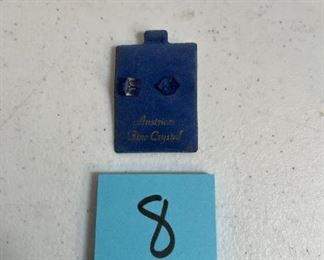 Austrian
Fine Crystal
8